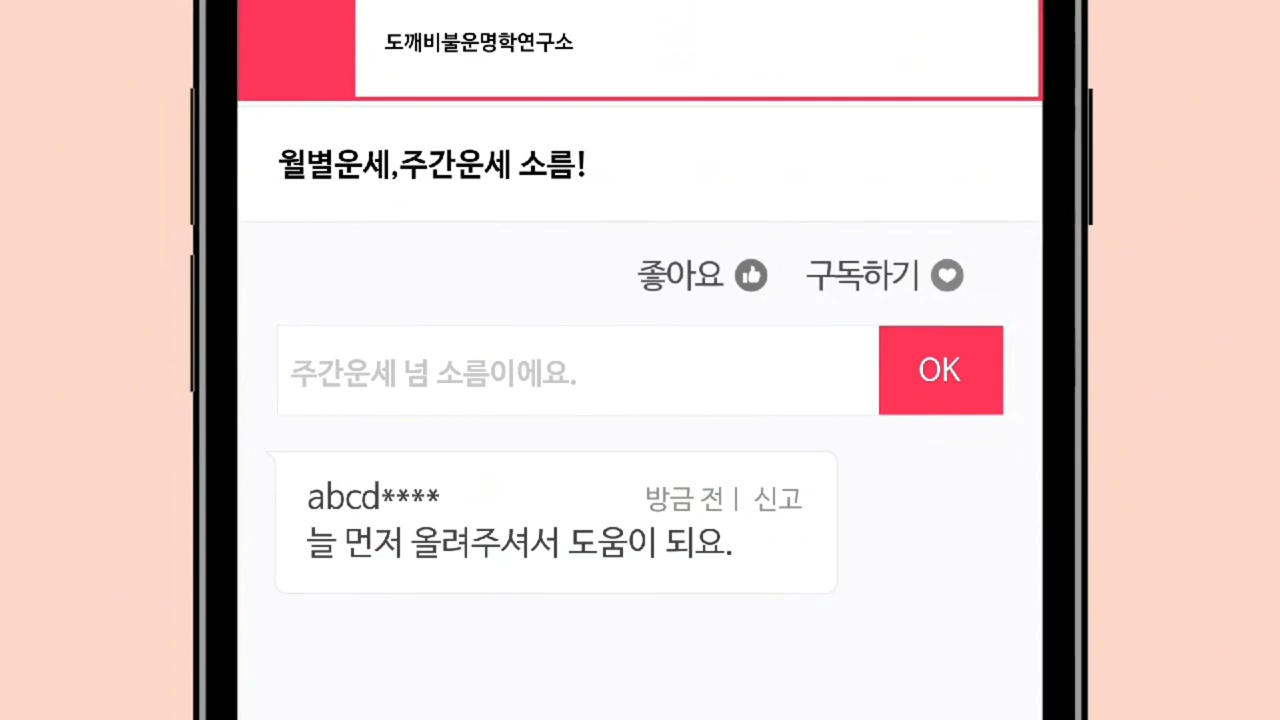 도깨비불운명학연구소
월별운세,주간운세 소름!
좋아요 구독하기
주간운세 넘 소름이에요. OK
abcd**** 방금 전 | 신고
늘 먼저 올려주셔서 도움이 되요.